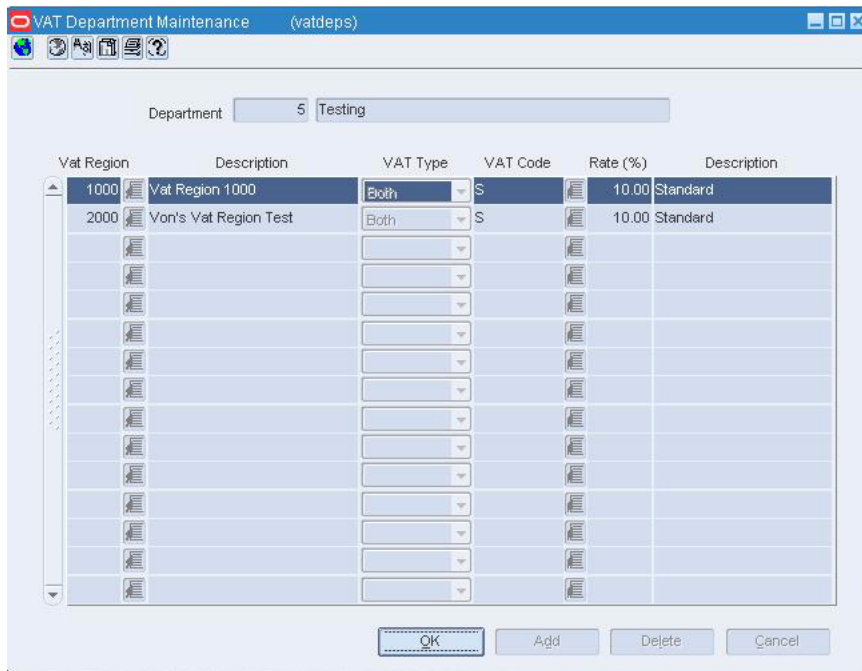 VAT Department Maintenance (vatdeps)
Department 5 Testing
Vat Region Description VAT Type VAT Code Rate (%) Description
1000 Vat Region 1000 Both S 10.00 Standard
2000 Von's Vat Region Test Both S 10.00 Standard
OK Add Delete Cancel